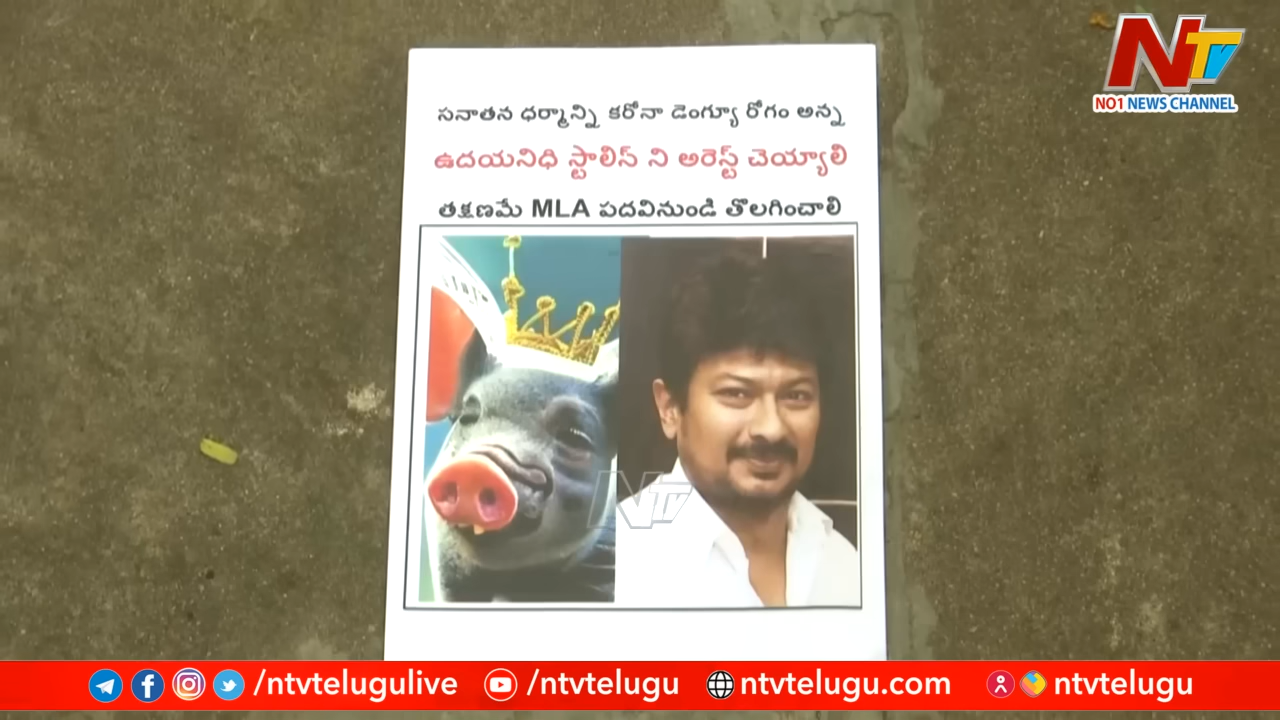 NTV
NO1 NEWS CHANNEL
సనాతన ధర్మాన్ని కరోనా డెంగ్యూ రోగం అన్న
ఉదయనిధి స్టాలిన్ ని అరెస్ట్ చెయ్యాలి
తక్షణమే MLA పదవినుండి తొలగించాలి
NTV
/ntvtelugulive
/ntvtelugu
ntvtelugu.com
ntvtelugu